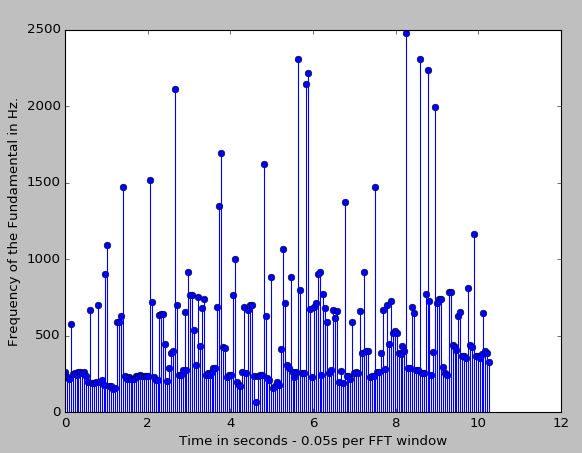 Frequency of the Fundamental in Hz.
2500
2000
1500
1000
500
0
0 2 4 6 8 10 12
Time in seconds - 0.05s per FFT window